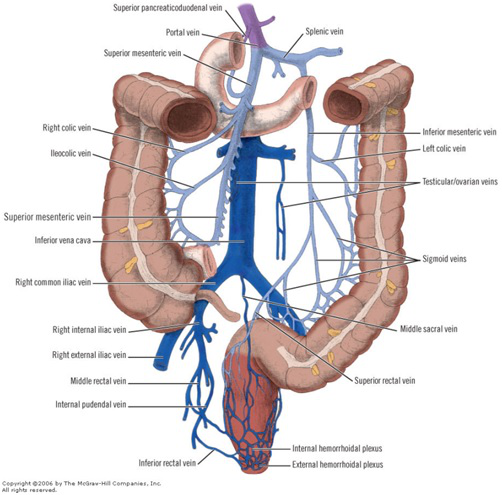 Superior pancreaticoduodenal vein
Portal vein
Splenic vein
Superior mesenteric vein
Right colic vein
Inferior mesenteric vein
Left colic vein
Ileocolic vein
Testicular/ovarian veins
Superior mesenteric vein
Inferior vena cava
Sigmoid veins
Right common iliac vein
Right internal iliac vein
Middle sacral vein
Right external iliac vein
Middle rectal vein
Superior rectal vein
Internal pudendal vein
Internal hemorrhoidal plexus
Inferior rectal vein
External hemorrhoidal plexus
Copyright ©2006 by The McGraw-Hill Companies, Inc.
All rights reserved.